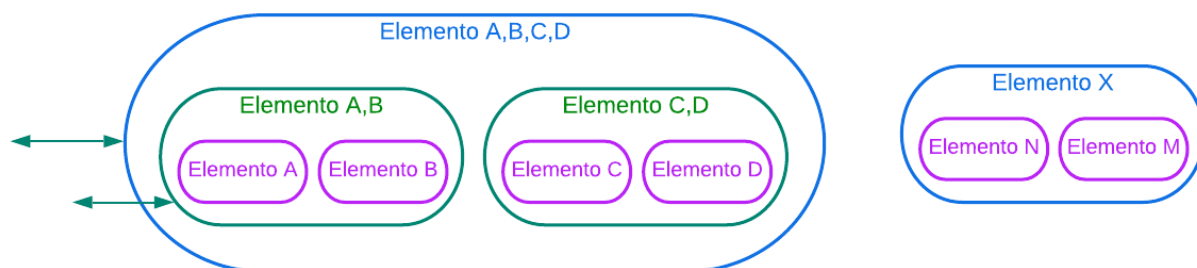 Elemento A,B,C,D
Elemento A,B
Elemento A
Elemento B
Elemento C,D
Elemento C
Elemento D
Elemento X
Elemento N
Elemento M